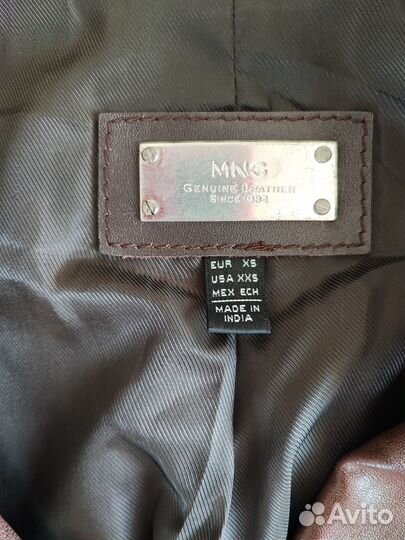 MNG
GENUINE LEATHER
SINCE 1984
EUR XS
USA XXS
MEX ECH
MADE IN
INDIA
Avito